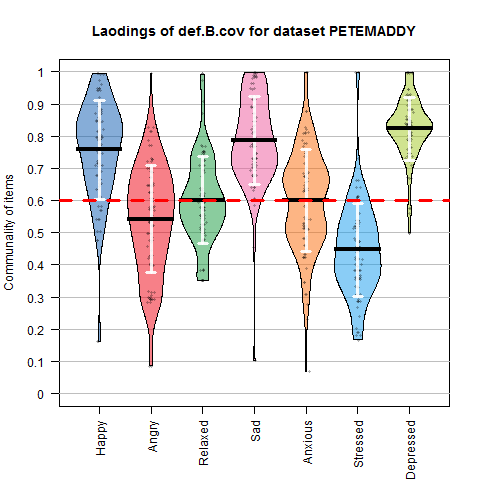 Laodings of def.B.cov for dataset PETEMADDY
Communality of items
1
0.9
0.8
0.7
0.6
0.5
0.4
0.3
0.2
0.1
0
Happy
Angry
Relaxed
Sad
Anxious
Stressed
Depressed